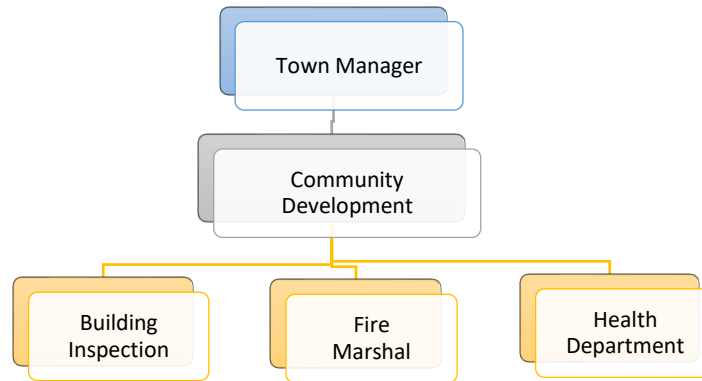 Town Manager
Community
Development
Building
Inspection
Fire
Marshal
Health
Department